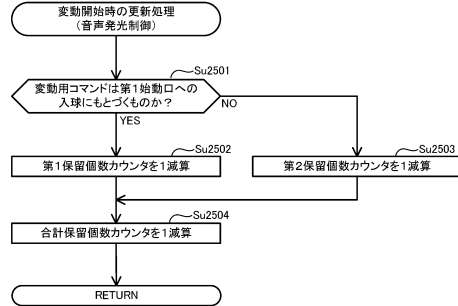 変動開始時の更新処理
（音声発光制御）
Su2501
変動用コマンドは第1始動口への
入球にもとづくものか？
NO
YES
Su2502
第1保留個数カウンタを1減算
Su2503
第2保留個数カウンタを1減算
Su2504
合計保留個数カウンタを1減算
RETURN